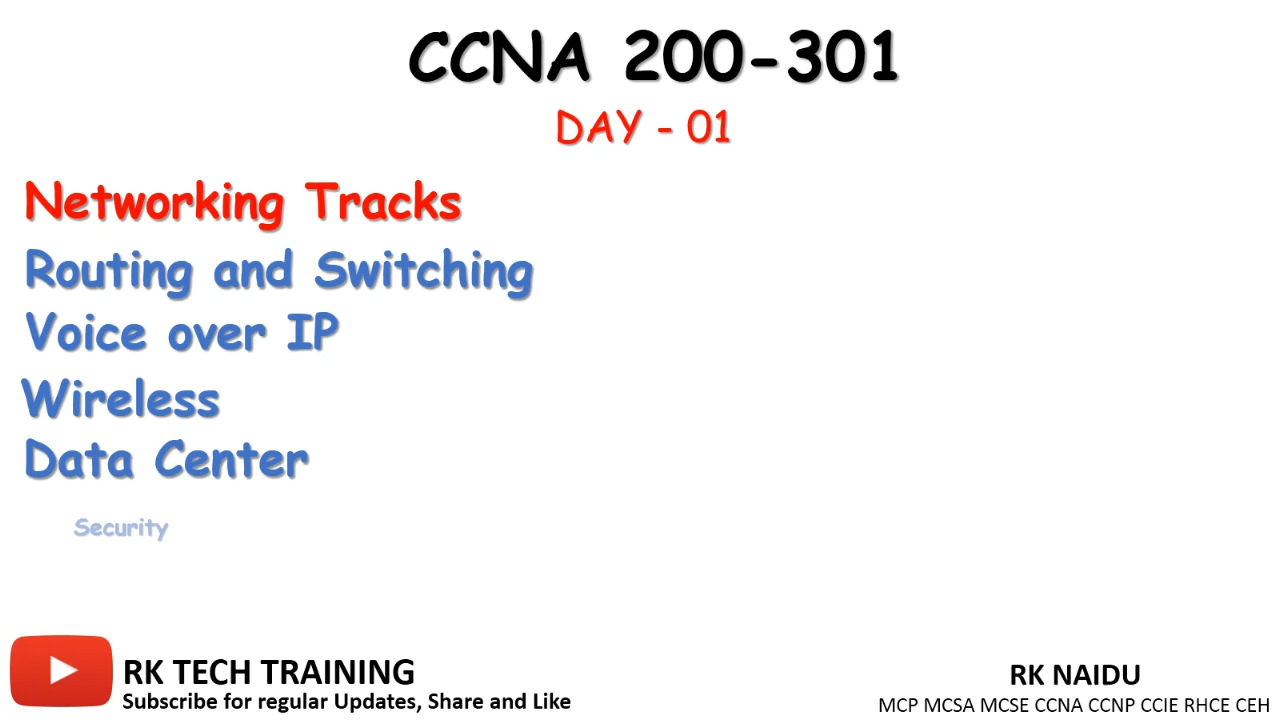 CCNA 200-301
DAY - 01
Networking Tracks
Routing and Switching
Voice over IP
Wireless
Data Center
Security
RK TECH TRAINING
Subscribe for regular Updates, Share and Like
RK NAIDU
MCP MCSA MCSE CCNA CCNP CCIE RHCE CEH